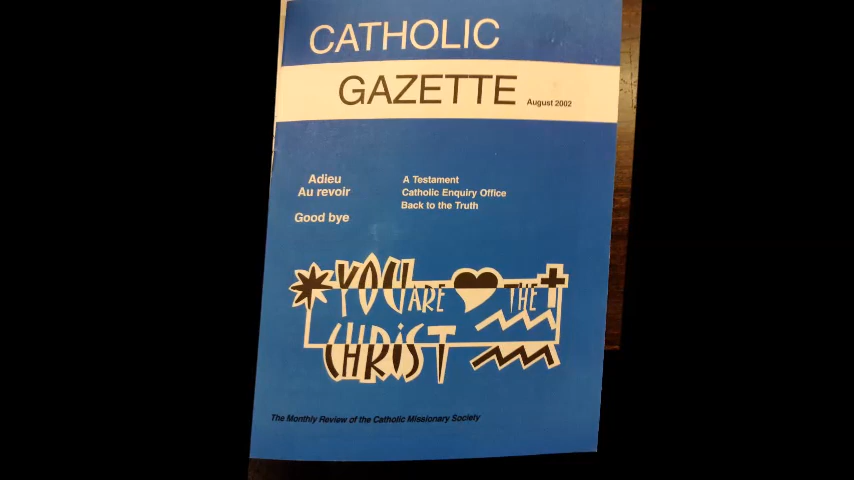 CATHOLIC
GAZETTE August 2002
Adieu
Au revoir
Good bye
A Testament
Catholic Enquiry Office
Back to the Truth
YOU ARE THE
CHRIST
The Monthly Review of the Catholic Missionary Society